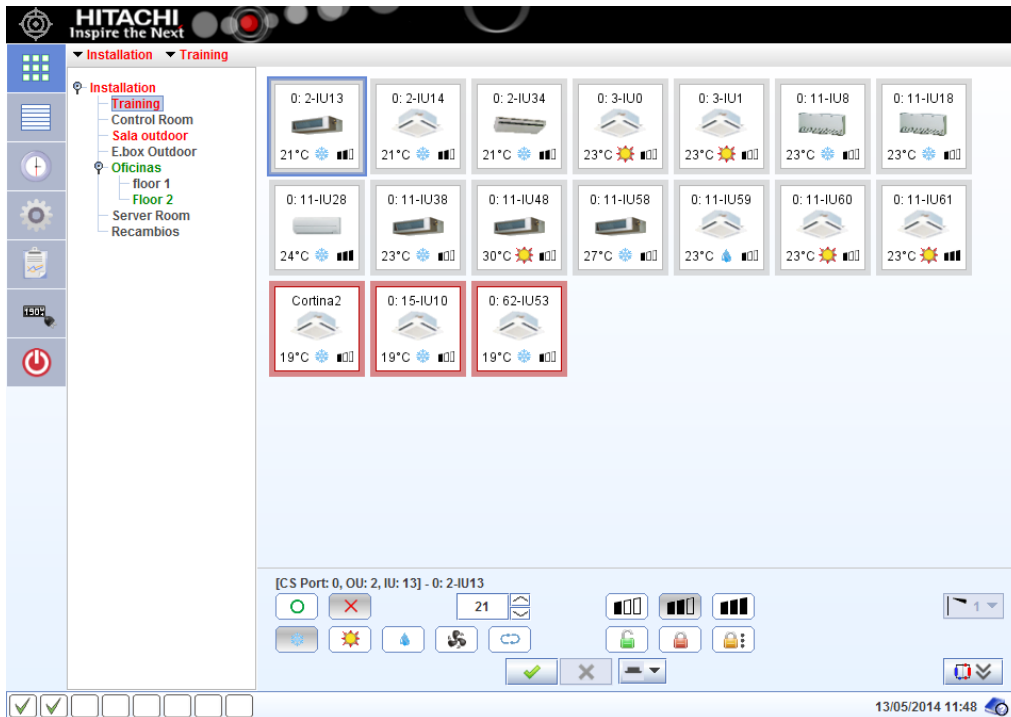 HITACHI
Inspire the Next
Installation Training
Installation
Training
Control Room
Sala outdoor
E.box Outdoor
Oficinas
floor 1
Floor 2
Server Room
Recambios
0: 2-IU13 0: 2-IU14 0: 2-IU34 0: 3-IU0 0: 3-IU1 0: 11-IU8 0: 11-IU18
21°C 21°C 21°C 23°C 23°C 23°C 23°C
0: 11-IU28 0: 11-IU38 0: 11-IU48 0: 11-IU58 0: 11-IU59 0: 11-IU60 0: 11-IU61
24°C 23°C 30°C 27°C 23°C 23°C 23°C
Cortina2 0: 15-IU10 0: 62-IU53
19°C 19°C 19°C
[CS Port: 0, OU: 2, IU: 13] - 0: 2-IU13
21
1
13/05/2014 11:48